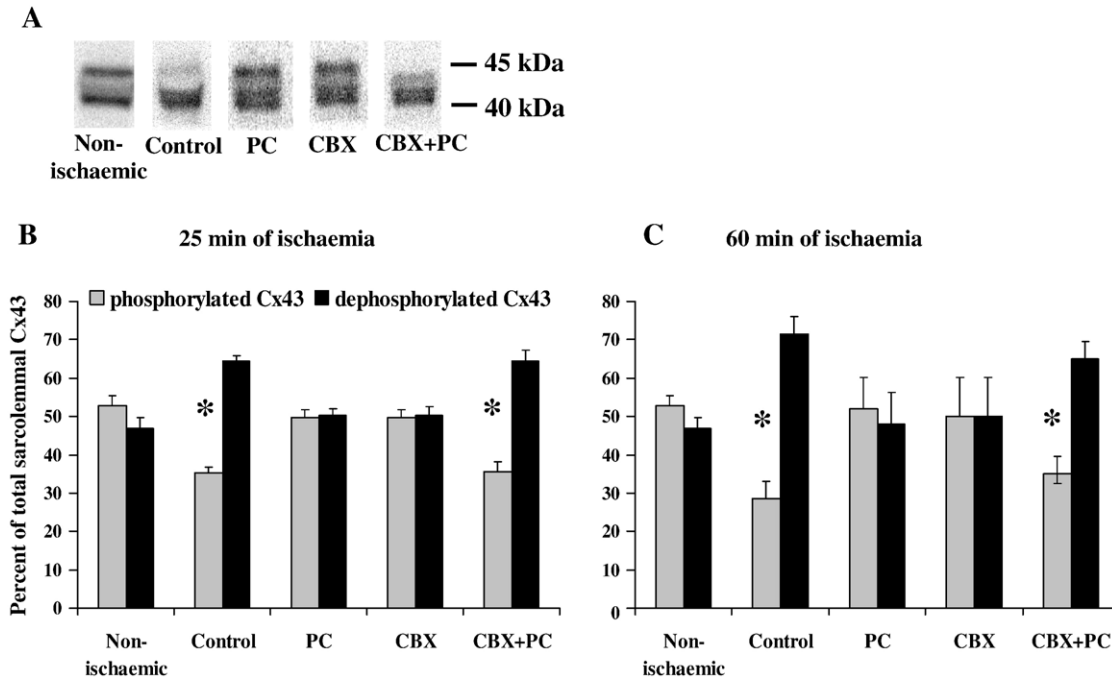 A
45 kDa
40 kDa
Non-
ischaemic
Control
PC
CBX
CBX+PC
B
25 min of ischaemia
phosphorylated Cx43
dephosphorylated Cx43
Percent of total sarcolemmal Cx43
80
70
60
50
40
30
20
10
0
*
*
Non-
ischaemic
Control
PC
CBX
CBX+PC
C
60 min of ischaemia
80
70
60
50
40
30
20
10
0
*
*
Non-
ischaemic
Control
PC
CBX
CBX+PC